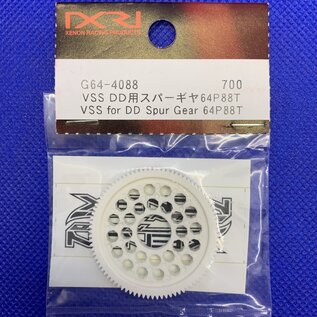 XRI
XENON RACING PRODUCTS
G64-4088 700
VSS DD用スパーギヤ64P88T
VSS for DD Spur Gear 64P88T